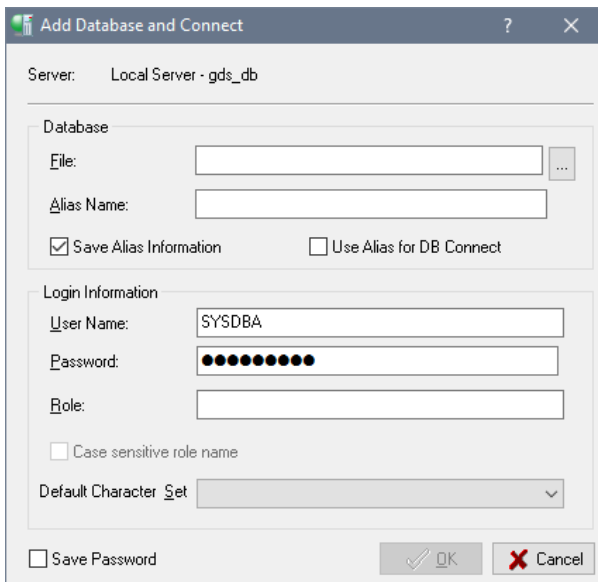 Add Database and Connect ?
Server: Local Server - gds_db
Database
File:
...
Alias Name:
Save Alias Information Use Alias for DB Connect
Login Information
User Name: SYSDBA
Password: ●●●●●●●●●
Role:
Case sensitive role name
Default Character Set
Save Password OK Cancel